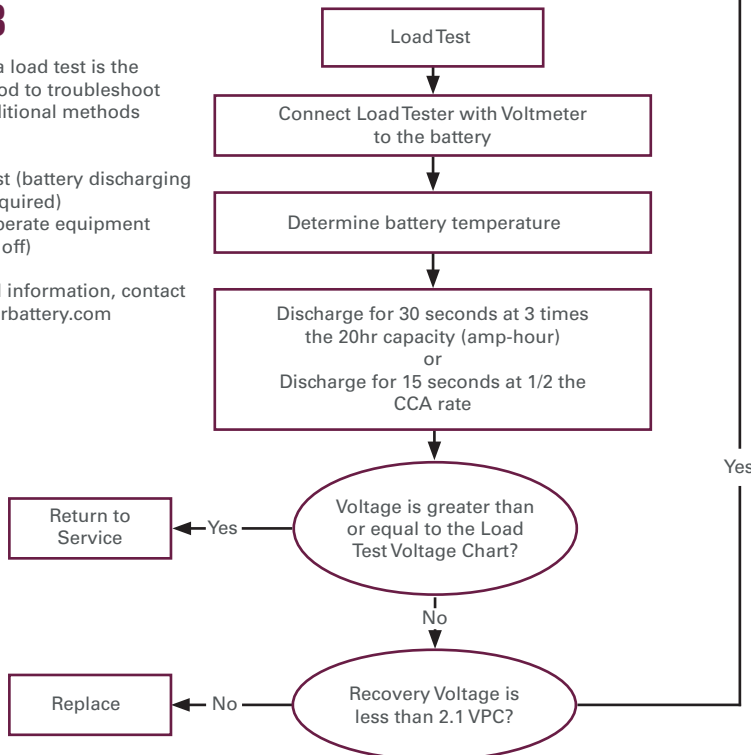 3
a load test is the
od to troubleshoot
ditional methods
st (battery discharging
quired)
perate equipment
off)
l information, contact
rbattery.com
Load Test
Connect Load Tester with Voltmeter
to the battery
Determine battery temperature
Discharge for 30 seconds at 3 times
the 20hr capacity (amp-hour)
or
Discharge for 15 seconds at 1/2 the
CCA rate
Voltage is greater than
or equal to the Load
Test Voltage Chart?
Yes
Return to
Service
No
Recovery Voltage is
less than 2.1 VPC?
No
Replace
Yes